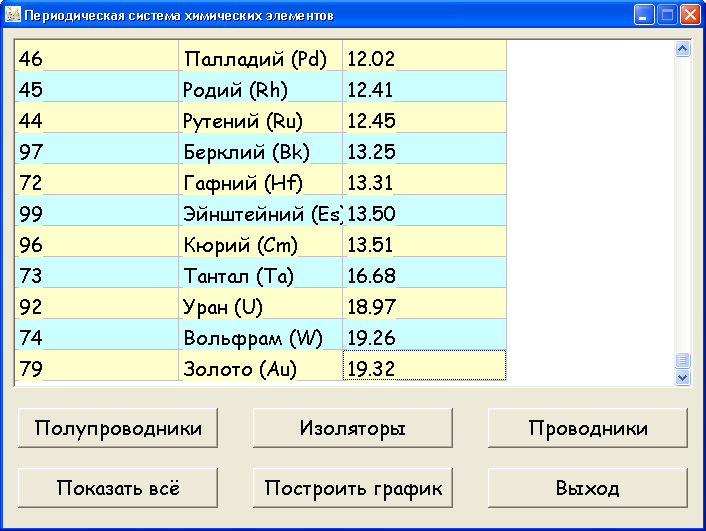 Периодическая система химических элементов
46 Палладий (Pd) 12.02
45 Родий (Rh) 12.41
44 Рутений (Ru) 12.45
97 Берклий (Bk) 13.25
72 Гафний (Hf) 13.31
99 Эйнштейний (Es) 13.50
96 Кюрий (Cm) 13.51
73 Тантал (Ta) 16.68
92 Уран (U) 18.97
74 Вольфрам (W) 19.26
79 Золото (Au) 19.32
Полупроводники Изоляторы Проводники
Показать всё Построить график Выход